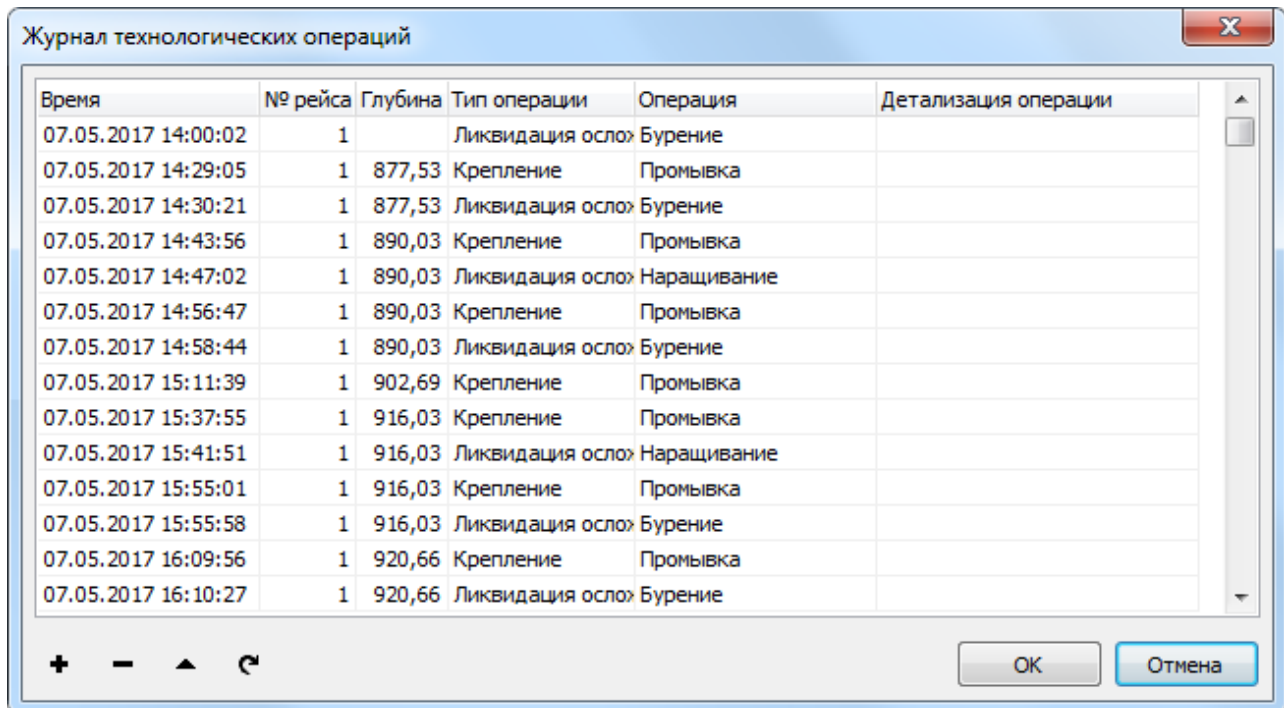 Журнал технологических операций
Время № рейса Глубина Тип операции Операция Детализация операции
07.05.2017 14:00:02 1 Ликвидация ослож Бурение
07.05.2017 14:29:05 1 877,53 Крепление Промывка
07.05.2017 14:30:21 1 877,53 Ликвидация ослож Бурение
07.05.2017 14:43:56 1 890,03 Крепление Промывка
07.05.2017 14:47:02 1 890,03 Ликвидация ослож Наращивание
07.05.2017 14:56:47 1 890,03 Крепление Промывка
07.05.2017 14:58:44 1 890,03 Ликвидация ослож Бурение
07.05.2017 15:11:39 1 902,69 Крепление Промывка
07.05.2017 15:37:55 1 916,03 Крепление Промывка
07.05.2017 15:41:51 1 916,03 Ликвидация ослож Наращивание
07.05.2017 15:55:01 1 916,03 Крепление Промывка
07.05.2017 15:55:58 1 916,03 Ликвидация ослож Бурение
07.05.2017 16:09:56 1 920,66 Крепление Промывка
07.05.2017 16:10:27 1 920,66 Ликвидация ослож Бурение
OK Отмена